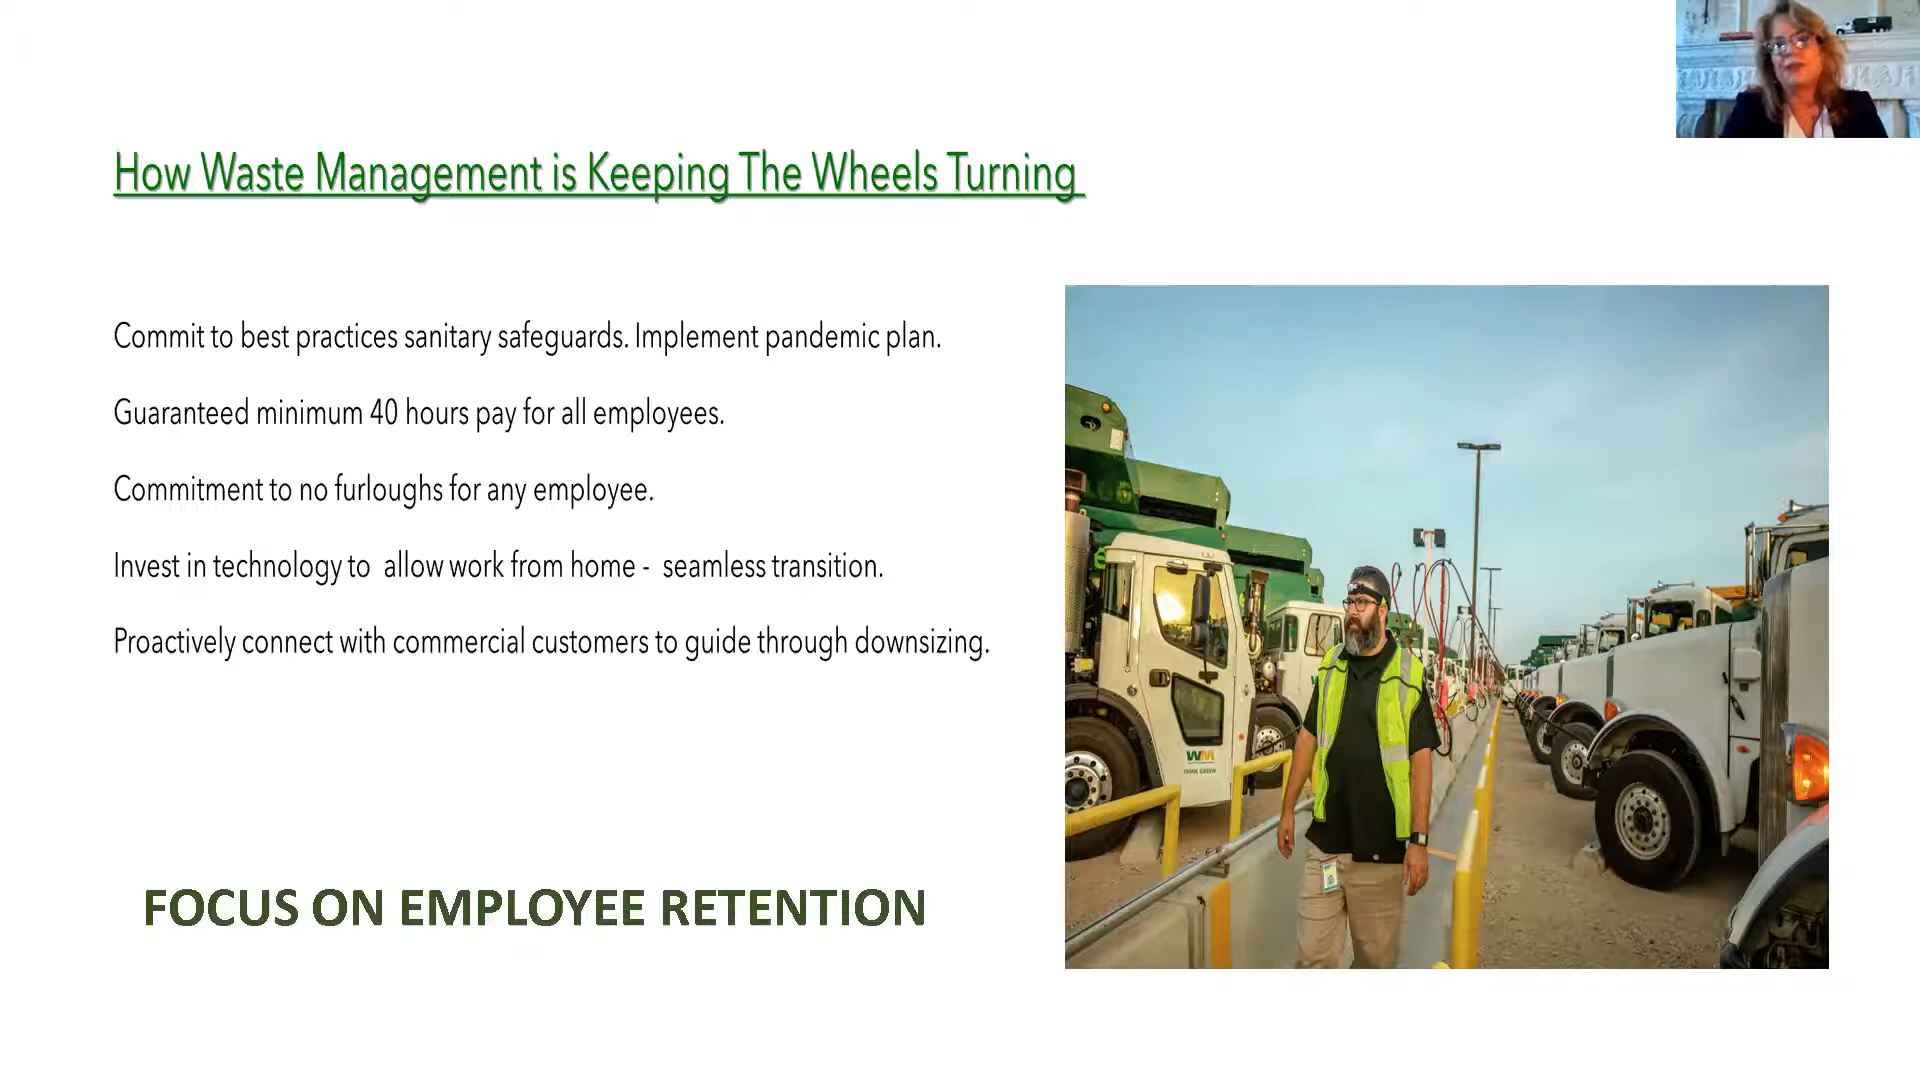 How Waste Management is Keeping The Wheels Turning
Commit to best practices sanitary safeguards. Implement pandemic plan.
Guaranteed minimum 40 hours pay for all employees.
Commitment to no furloughs for any employee.
Invest in technology to allow work from home - seamless transition.
Proactively connect with commercial customers to guide through downsizing.
FOCUS ON EMPLOYEE RETENTION
WM
THINK GREEN